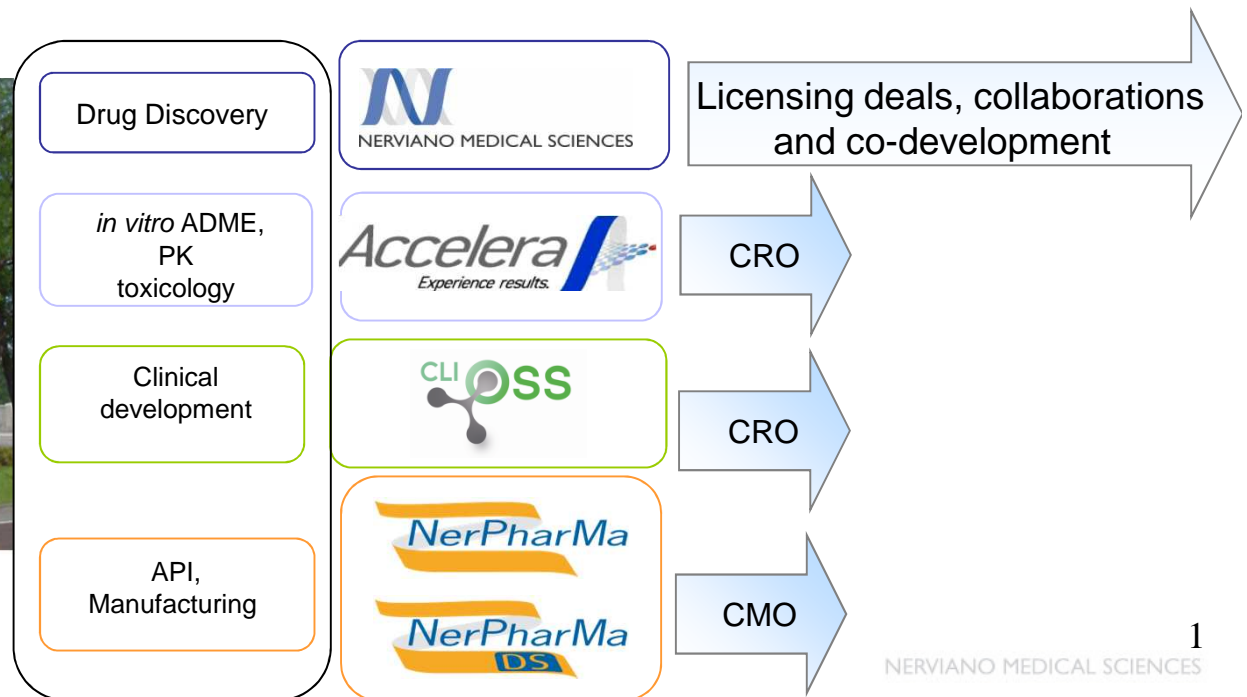 Drug Discovery
NERVIANO MEDICAL SCIENCES
Licensing deals, collaborations
and co-development
in vitro ADME,
PK
toxicology
Accelera
Experience results.
CRO
Clinical
development
CLIOSS
CRO
API,
Manufacturing
NerPharMa
NerPharMa
DS
CMO
1
NERVIANO MEDICAL SCIENCES